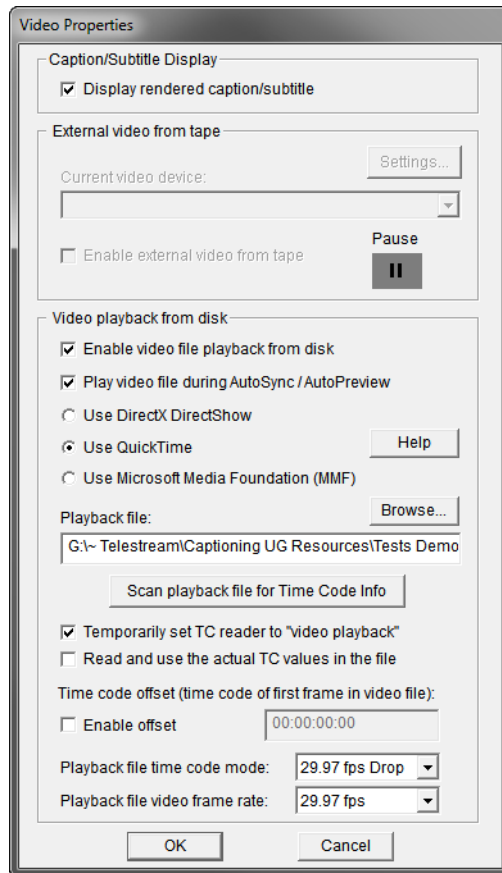 Video Properties
Caption/Subtitle Display
Display rendered caption/subtitle
External video from tape
Settings...
Current video device:
Enable external video from tape
Pause
Video playback from disk
Enable video file playback from disk
Play video file during AutoSync / AutoPreview
Use DirectX DirectShow
Use QuickTime
Help
Use Microsoft Media Foundation (MMF)
Browse...
Playback file:
G:\~ Telestream\Captioning UG Resources\Tests Demo
Scan playback file for Time Code Info
Temporarily set TC reader to "video playback"
Read and use the actual TC values in the file
Time code offset (time code of first frame in video file):
Enable offset 00:00:00:00
Playback file time code mode: 29.97 fps Drop
Playback file video frame rate: 29.97 fps
OK Cancel